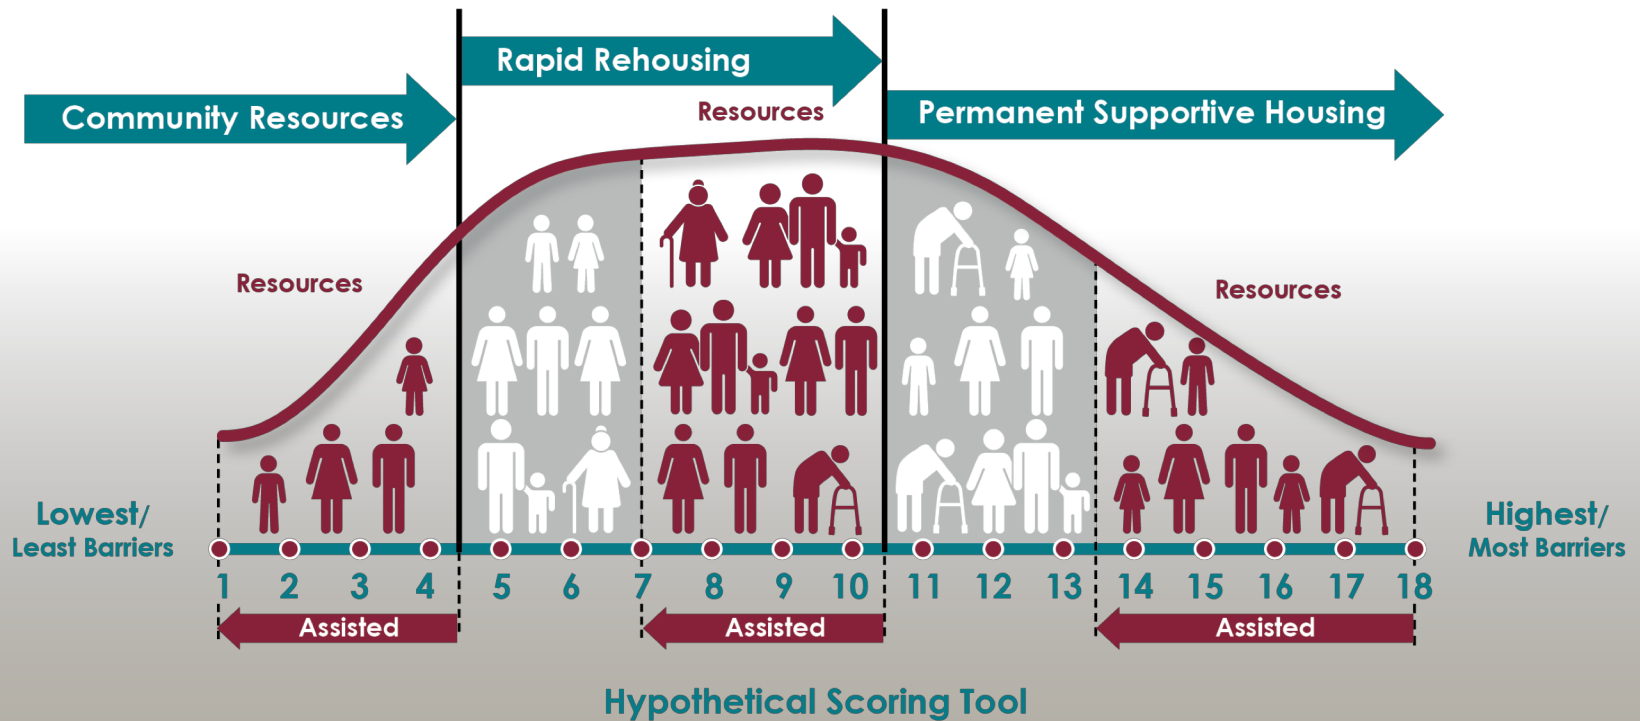 Rapid Rehousing
Community Resources
Resources
Permanent Supportive Housing
Resources
Resources
Lowest/
Least Barriers
Highest/
Most Barriers
1 2 3 4 5 6 7 8 9 10 11 12 13 14 15 16 17 18
Assisted
Assisted
Assisted
Hypothetical Scoring Tool